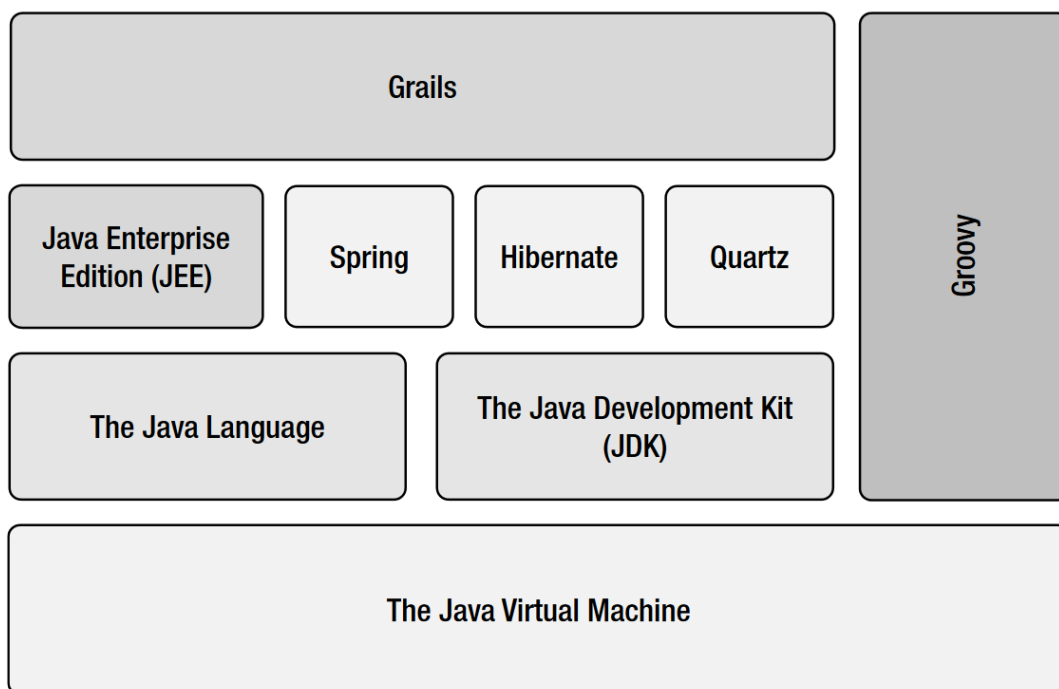 Grails
Java Enterprise
Edition (JEE)
Spring
Hibernate
Quartz
Groovy
The Java Language
The Java Development Kit
(JDK)
The Java Virtual Machine